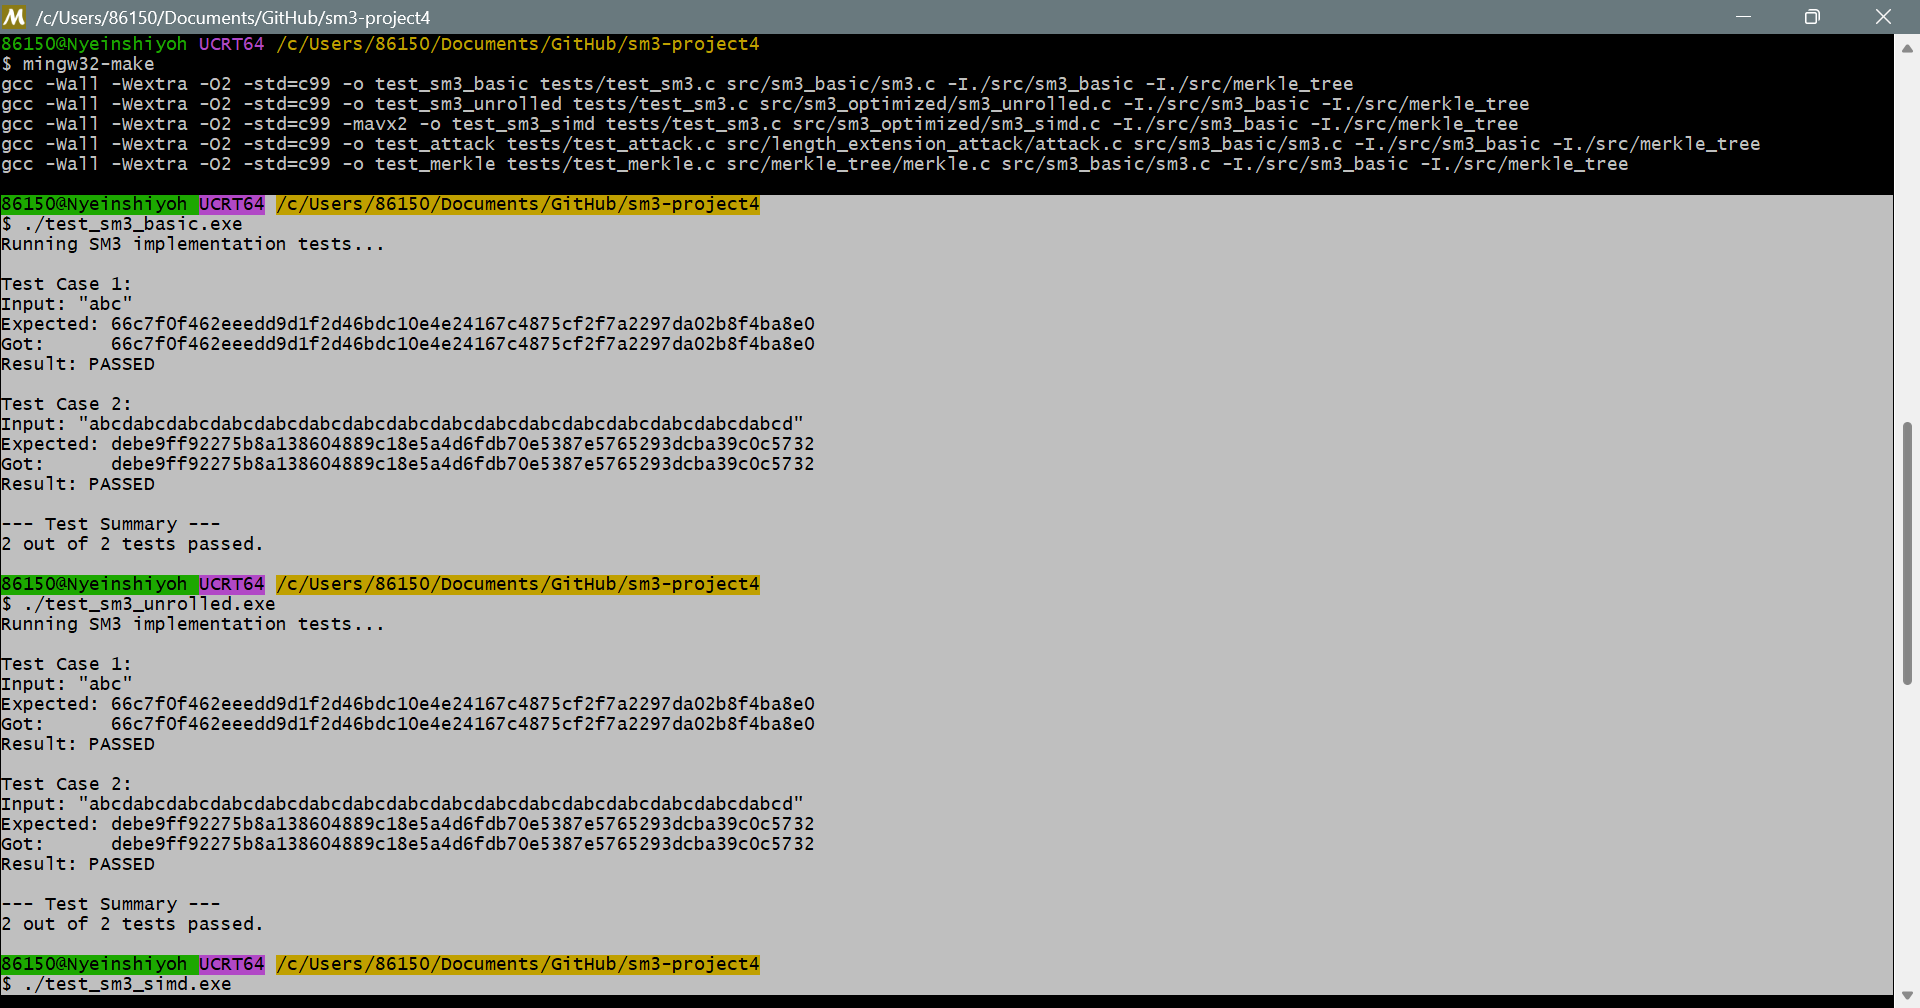 /c/Users/86150/Documents/GitHub/sm3-project4
86150@Nyeinshiyoh UCRT64 /c/Users/86150/Documents/GitHub/sm3-project4
$ mingw32-make
gcc -Wall -Wextra -O2 -std=c99 -o test_sm3_basic tests/test_sm3.c src/sm3_basic/sm3.c -I./src/sm3_basic -I./src/merkle_tree
gcc -Wall -Wextra -O2 -std=c99 -o test_sm3_unrolled tests/test_sm3.c src/sm3_optimized/sm3_unrolled.c -I./src/sm3_basic -I./src/merkle_tree
gcc -Wall -Wextra -O2 -std=c99 -mavx2 -o test_sm3_simd tests/test_sm3.c src/sm3_optimized/sm3_simd.c -I./src/sm3_basic -I./src/merkle_tree
gcc -Wall -Wextra -O2 -std=c99 -o test_attack tests/test_attack.c src/length_extension_attack/attack.c src/sm3_basic/sm3.c -I./src/sm3_basic -I./src/merkle_tree
gcc -Wall -Wextra -O2 -std=c99 -o test_merkle tests/test_merkle.c src/merkle_tree/merkle.c src/sm3_basic/sm3.c -I./src/sm3_basic -I./src/merkle_tree
86150@Nyeinshiyoh UCRT64 /c/Users/86150/Documents/GitHub/sm3-project4
$ ./test_sm3_basic.exe
Running SM3 implementation tests...
Test Case 1:
Input: "abc"
Expected: 66c7f0f462eeedd9d1f2d46bdc10e4e24167c4875cf2f7a2297da02b8f4ba8e0
Got:      66c7f0f462eeedd9d1f2d46bdc10e4e24167c4875cf2f7a2297da02b8f4ba8e0
Result: PASSED
Test Case 2:
Input: "abcdabcdabcdabcdabcdabcdabcdabcdabcdabcdabcdabcdabcdabcdabcdabcd"
Expected: debe9ff92275b8a138604889c18e5a4d6fdb70e5387e5765293dcba39c0c5732
Got:      debe9ff92275b8a138604889c18e5a4d6fdb70e5387e5765293dcba39c0c5732
Result: PASSED
--- Test Summary ---
2 out of 2 tests passed.
86150@Nyeinshiyoh UCRT64 /c/Users/86150/Documents/GitHub/sm3-project4
$ ./test_sm3_unrolled.exe
Running SM3 implementation tests...
Test Case 1:
Input: "abc"
Expected: 66c7f0f462eeedd9d1f2d46bdc10e4e24167c4875cf2f7a2297da02b8f4ba8e0
Got:      66c7f0f462eeedd9d1f2d46bdc10e4e24167c4875cf2f7a2297da02b8f4ba8e0
Result: PASSED
Test Case 2:
Input: "abcdabcdabcdabcdabcdabcdabcdabcdabcdabcdabcdabcdabcdabcdabcdabcd"
Expected: debe9ff92275b8a138604889c18e5a4d6fdb70e5387e5765293dcba39c0c5732
Got:      debe9ff92275b8a138604889c18e5a4d6fdb70e5387e5765293dcba39c0c5732
Result: PASSED
--- Test Summary ---
2 out of 2 tests passed.
86150@Nyeinshiyoh UCRT64 /c/Users/86150/Documents/GitHub/sm3-project4
$ ./test_sm3_simd.exe